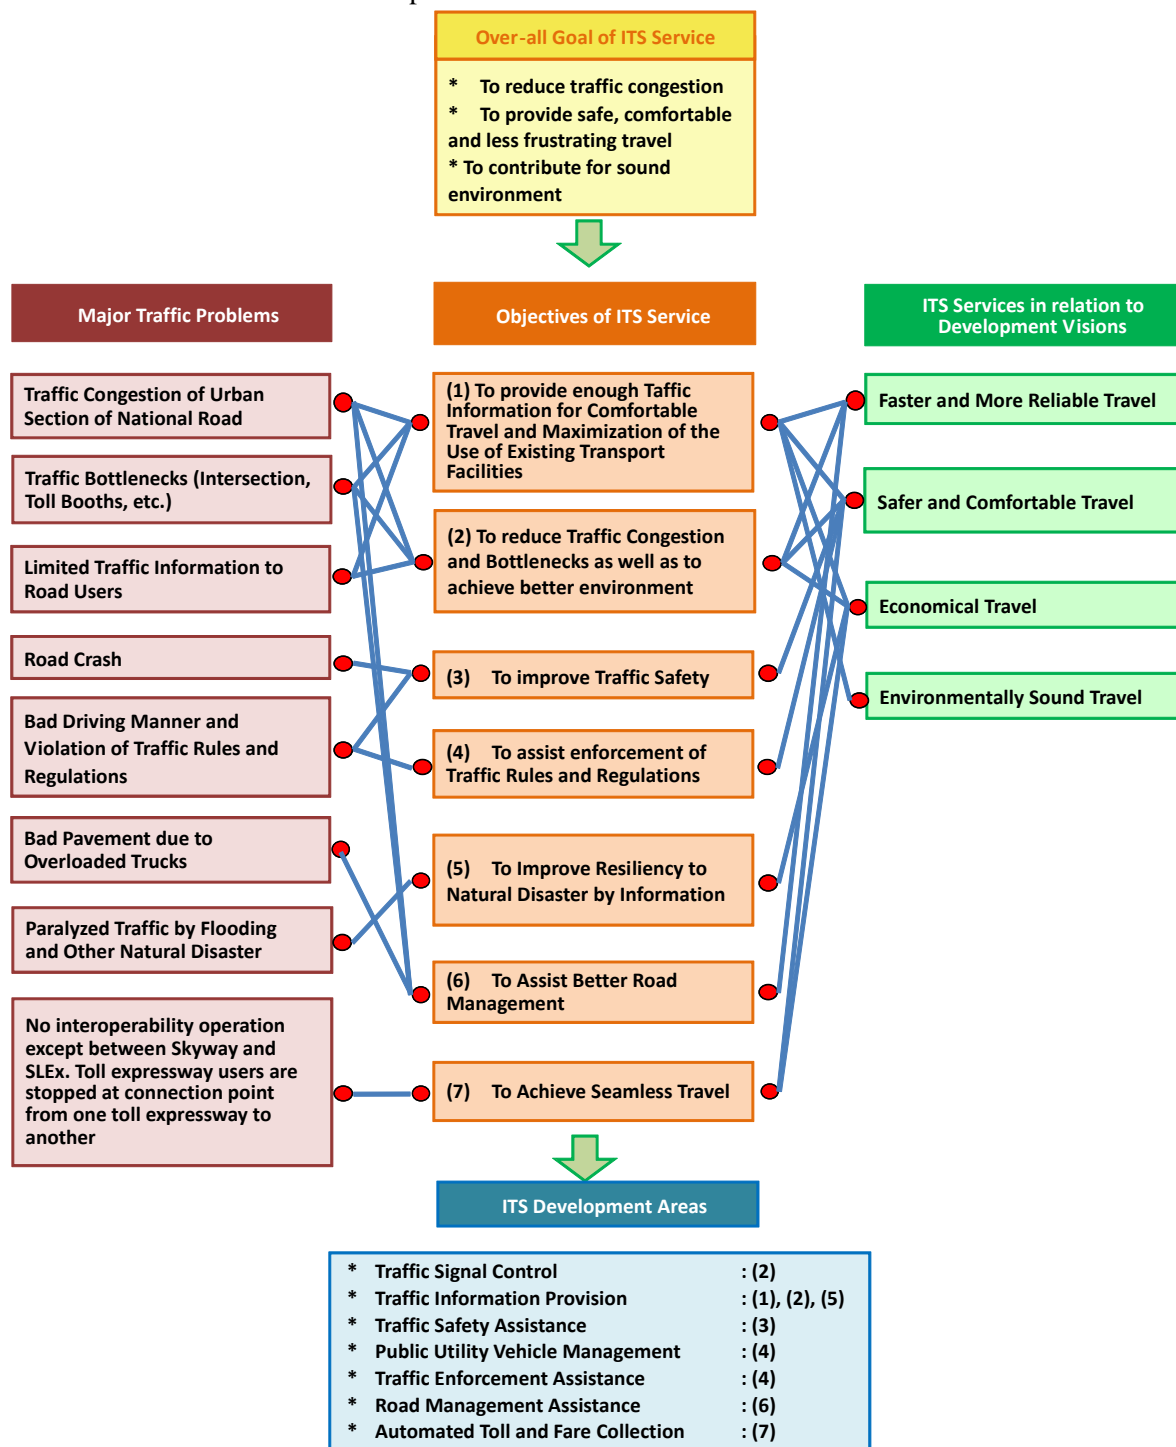 Over-all Goal of ITS Service
* To reduce traffic congestion
* To provide safe, comfortable
and less frustrating travel
* To contribute for sound
environment
Major Traffic Problems
Objectives of ITS Service
ITS Services in relation to
Development Visions
Traffic Congestion of Urban
Section of National Road
Traffic Bottlenecks (Intersection,
Toll Booths, etc.)
Limited Traffic Information to
Road Users
Road Crash
Bad Driving Manner and
Violation of Traffic Rules and
Regulations
Bad Pavement due to
Overloaded Trucks
Paralyzed Traffic by Flooding
and Other Natural Disaster
No interoperability operation
except between Skyway and
SLEx. Toll expressway users are
stopped at connection point
from one toll expressway to
another
(1) To provide enough Taffic
Information for Comfortable
Travel and Maximization of the
Use of Existing Transport
Facilities
(2) To reduce Traffic Congestion
and Bottlenecks as well as to
achieve better environment
(3) To improve Traffic Safety
(4) To assist enforcement of
Traffic Rules and Regulations
(5) To Improve Resiliency to
Natural Disaster by Information
(6) To Assist Better Road
Management
(7) To Achieve Seamless Travel
Faster and More Reliable Travel
Safer and Comfortable Travel
Economical Travel
Environmentally Sound Travel
ITS Development Areas
* Traffic Signal Control : (2)
* Traffic Information Provision : (1), (2), (5)
* Traffic Safety Assistance : (3)
* Public Utility Vehicle Management : (4)
* Traffic Enforcement Assistance : (4)
* Road Management Assistance : (6)
* Automated Toll and Fare Collection : (7)